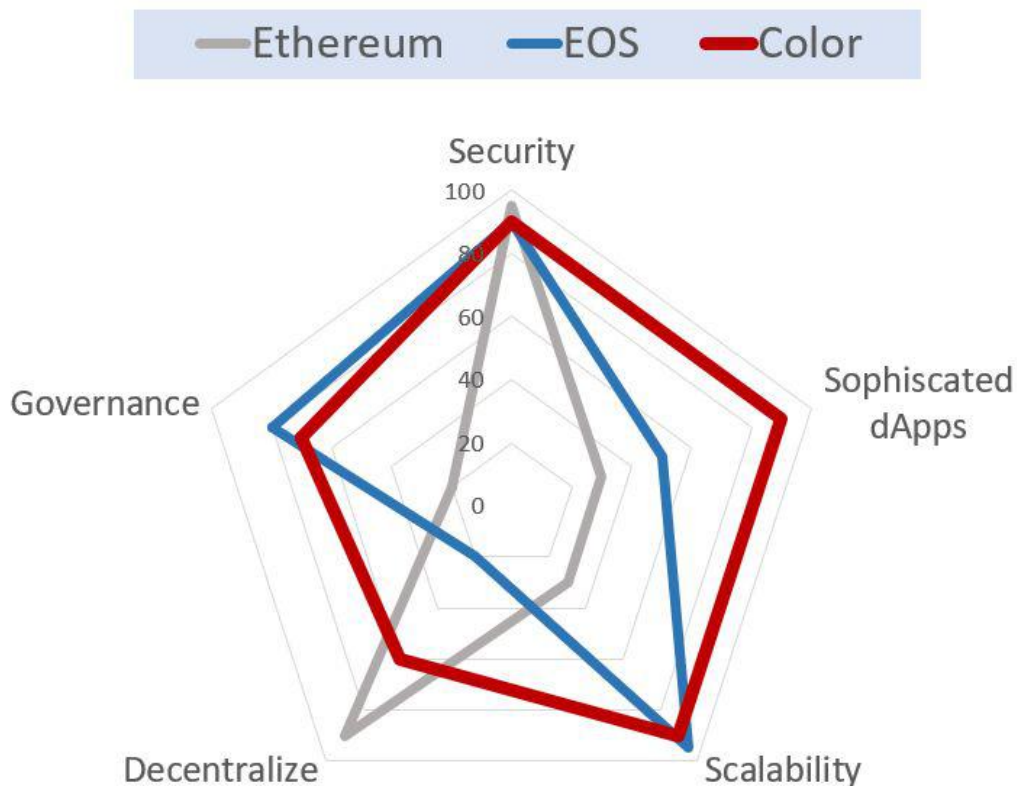 Ethereum EOS Color
Security
100
80
60
40
20
0
Governance
Sophiscated
dApps
Decentralize
Scalability